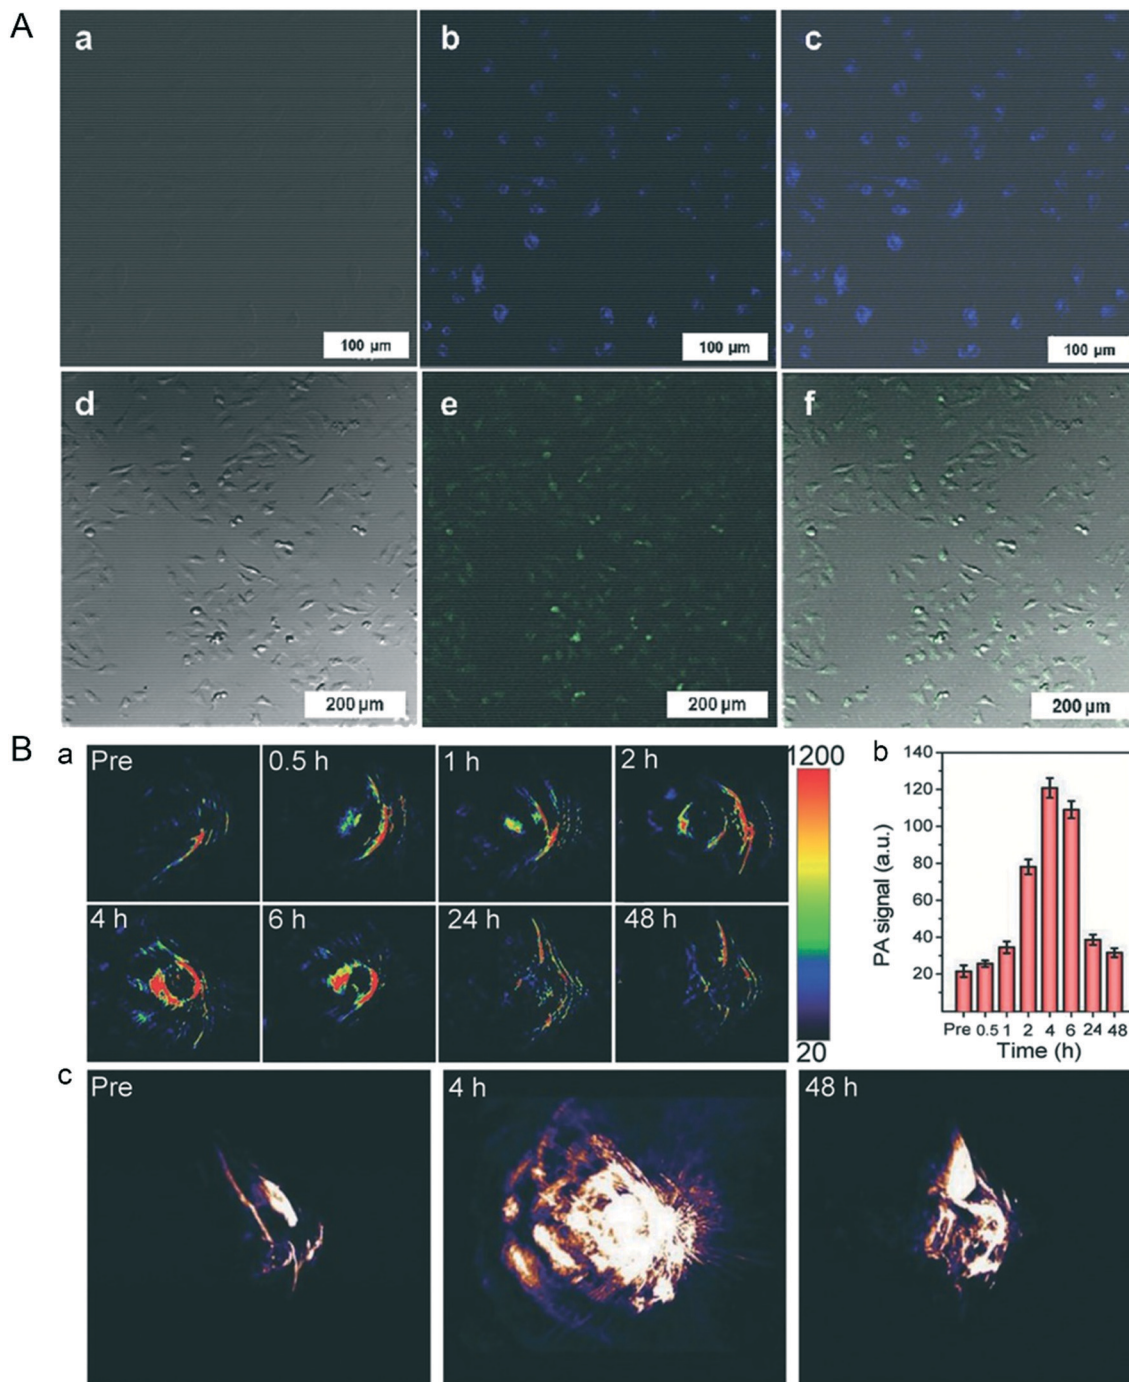 A
a
b
c
100 µm
100 µm
100 µm
d
e
f
200 µm
200 µm
200 µm
B
a
Pre
0.5 h
1 h
2 h
4 h
6 h
24 h
48 h
1200
20
b
140
120
100
80
60
40
20
PA signal (a.u.)
Pre 0.5 1 2 4 6 24 48
Time (h)
c
Pre
4 h
48 h